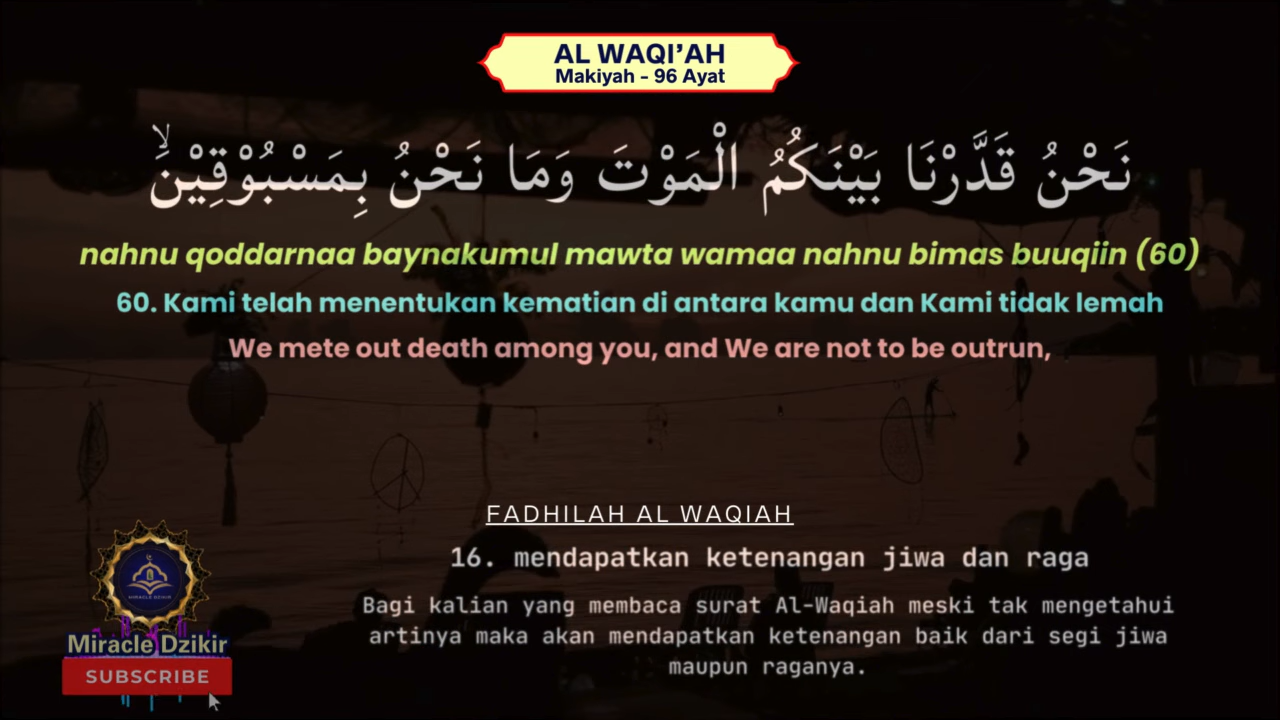 AL WAQI’AH
Makiyah - 96 Ayat
نَحْنُ قَدَّرْنَا بَيْنَكُمُ الْمَوْتَ وَمَا نَحْنُ بِمَسْبُوْقِيْنَۙ
nahnu qoddarnaa baynakumul mawta wamaa nahnu bimas buuqiin (60)
60. Kami telah menentukan kematian di antara kamu dan Kami tidak lemah
We mete out death among you, and We are not to be outrun,
FADHILAH AL WAQIAH
16. mendapatkan ketenangan jiwa dan raga
Bagi kalian yang membaca surat Al-Waqiah meski tak mengetahui
artinya maka akan mendapatkan ketenangan baik dari segi jiwa
maupun raganya.
MIRACLE DZIKIR
Miracle Dzikir
SUBSCRIBE